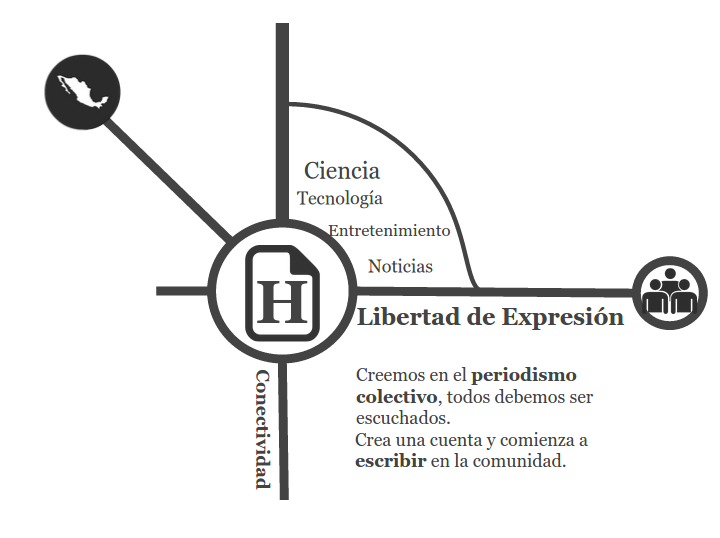 Ciencia
Tecnología
Entretenimiento
Noticias
H
Libertad de Expresión
Conectividad
Creemos en el periodismo
colectivo, todos debemos ser
escuchados.
Crea una cuenta y comienza a
escribir en la comunidad.